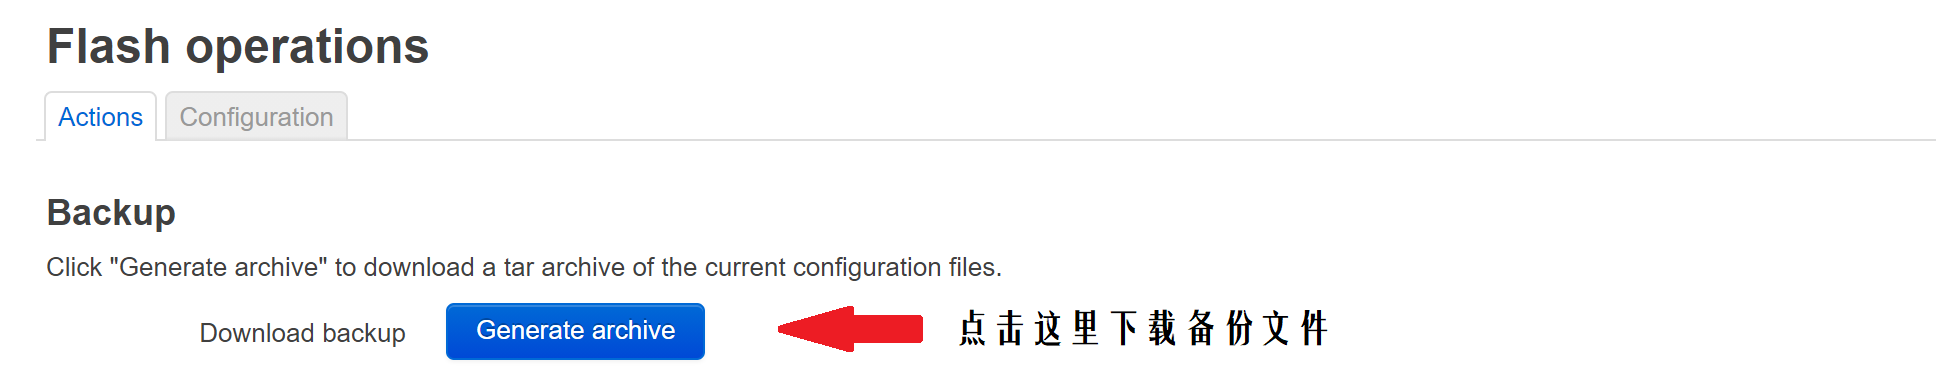 Flash operations
Actions Configuration
Backup
Click "Generate archive" to download a tar archive of the current configuration files.
Download backup Generate archive 点击这里下载备份文件